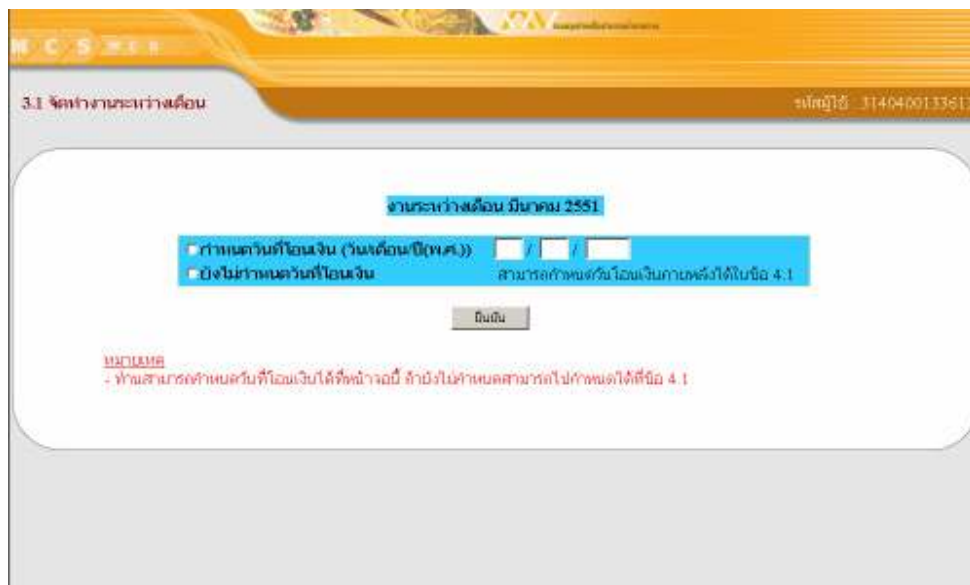 M C S W E B
3.1 จัดทำงานระหว่างเดือน
รหัสผู้ใช้ 3140400133612
งานระหว่างเดือน มีนาคม 2551
กำหนดวันที่โอนเงิน (วัน/เดือน/ปี(พ.ศ.)) / /
ยังไม่กำหนดวันที่โอนเงิน สามารถกำหนดวันโอนเงินภายหลังได้ในข้อ 4.1
ยืนยัน
หมายเหตุ
- ท่านสามารถกำหนดวันที่โอนเงินได้ที่หน้าจอนี้ ถ้ายังไม่กำหนดสามารถไปกำหนดได้ที่ข้อ 4.1